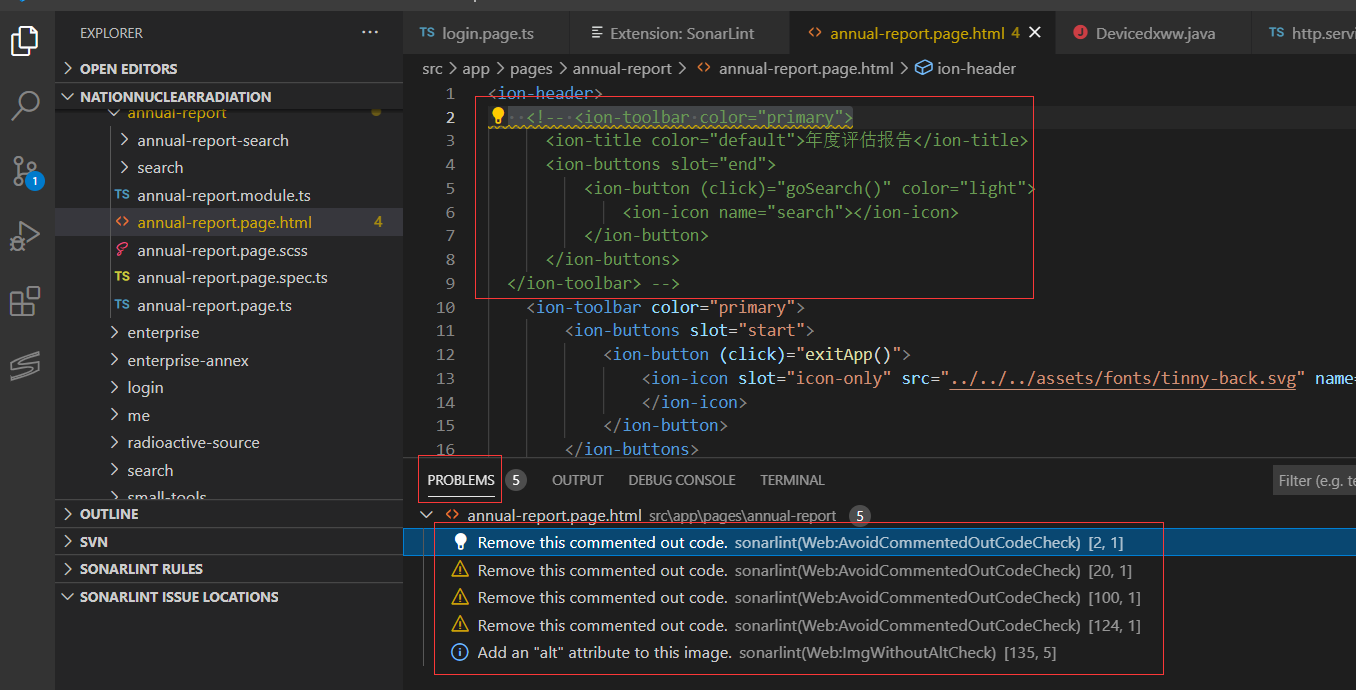 EXPLORER
···
OPEN EDITORS
NATIONNUCLEARRADIATION
annual-report
annual-report-search
search
TS annual-report.module.ts
<> annual-report.page.html 4
annual-report.page.scss
TS annual-report.page.spec.ts
TS annual-report.page.ts
enterprise
enterprise-annex
login
me
radioactive-source
search
small-tools
OUTLINE
SVN
SONARLINT RULES
SONARLINT ISSUE LOCATIONS
1
TS login.page.ts
Extension: SonarLint
<> annual-report.page.html 4
Devicedxww.java
TS http.servi
src > app > pages > annual-report > <> annual-report.page.html > ion-header
1 <ion-header>
2 <!-- <ion-toolbar color="primary">
3 <ion-title color="default">年度评估报告</ion-title>
4 <ion-buttons slot="end">
5 <ion-button (click)="goSearch()" color="light">
6 <ion-icon name="search"></ion-icon>
7 </ion-button>
8 </ion-buttons>
9 </ion-toolbar> -->
10 <ion-toolbar color="primary">
11 <ion-buttons slot="start">
12 <ion-button (click)="exitApp()">
13 <ion-icon slot="icon-only" src="../../../assets/fonts/tinny-back.svg" name=
14 </ion-icon>
15 </ion-button>
16 </ion-buttons>
PROBLEMS 5 OUTPUT DEBUG CONSOLE TERMINAL Filter (e.g. te
<> annual-report.page.html src\app\pages\annual-report 5
Remove this commented out code. sonarlint(Web:AvoidCommentedOutCodeCheck) [2, 1]
Remove this commented out code. sonarlint(Web:AvoidCommentedOutCodeCheck) [20, 1]
Remove this commented out code. sonarlint(Web:AvoidCommentedOutCodeCheck) [100, 1]
Remove this commented out code. sonarlint(Web:AvoidCommentedOutCodeCheck) [124, 1]
Add an "alt" attribute to this image. sonarlint(Web:ImgWithoutAltCheck) [135, 5]